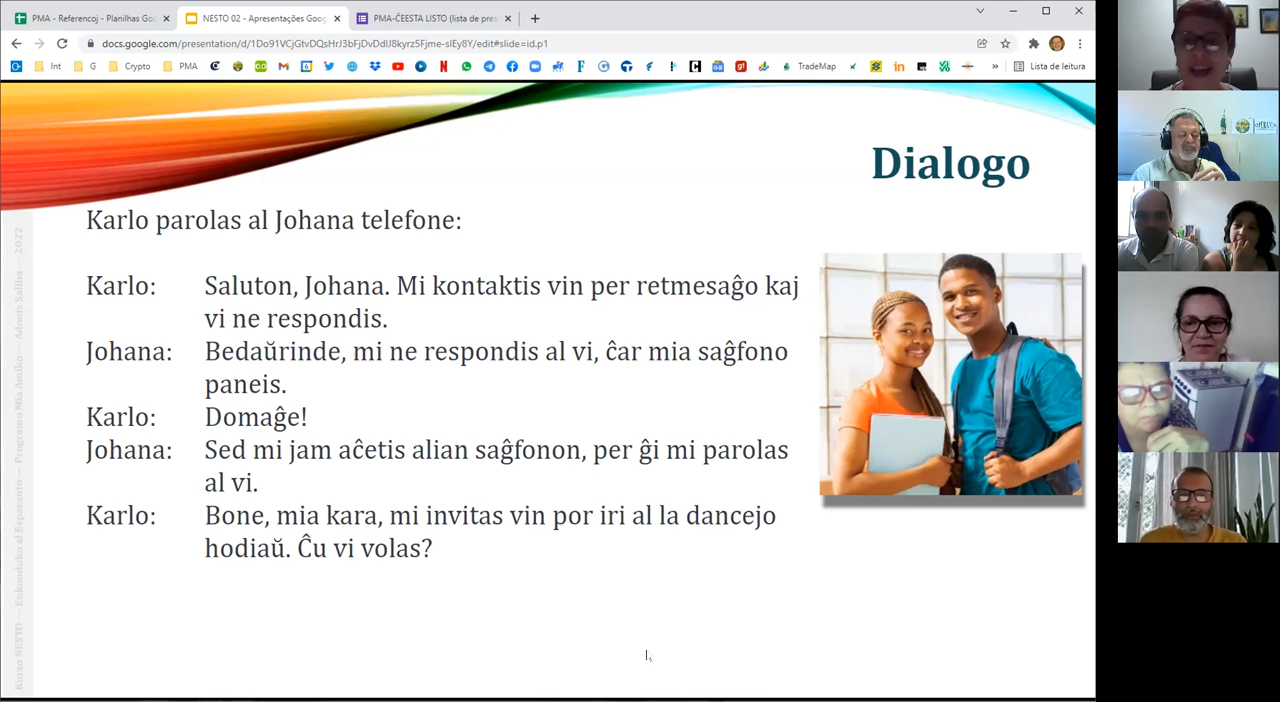 PMA - Referencoj - Planilhas Goo
NESTO 02 - Apresentações Goog
PMA-ĈEESTA LISTO (lista de pres
docs.google.com/presentation/d/
/edit#slide=id.p1
Int
G
Crypto
PMA
TradeMap
Lista de leitura
Dialogo
Karlo parolas al Johana telefone:
Karlo: Saluton, Johana. Mi kontaktis vin per retmesaĝo kaj
vi ne respondis.
Johana: Bedaŭrinde, mi ne respondis al vi, ĉar mia saĝfono
paneis.
Karlo: Domaĝe!
Johana: Sed mi jam aĉetis alian saĝfonon, per ĝi mi parolas
al vi.
Karlo: Bone, mia kara, mi invitas vin por iri al la dancejo
hodiaŭ. Ĉu vi volas?
Kurso NESTO — Enkonduko al Esperanto — Programo Mia Amiko — Adonis Saliba — 2022